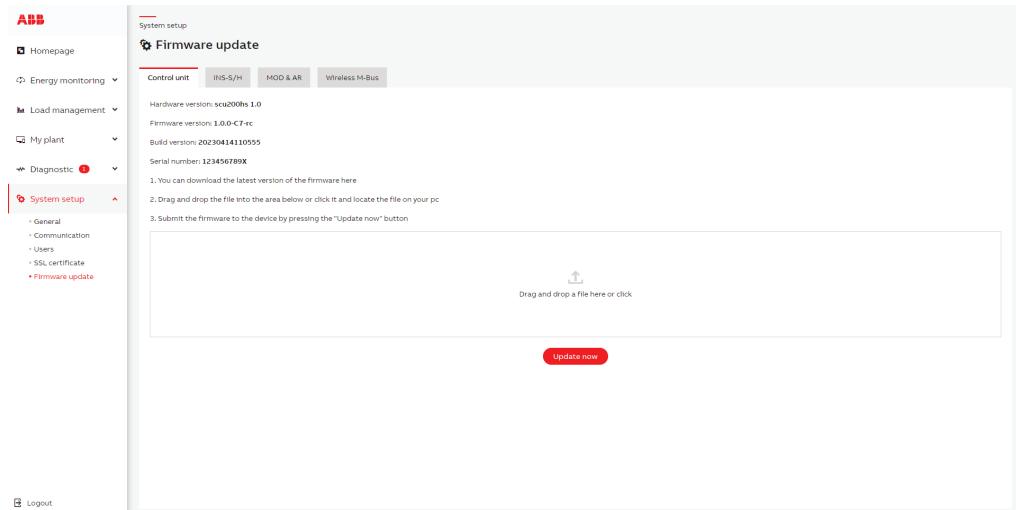 ABB
Homepage
Energy monitoring
Load management
My plant
Diagnostic 1
System setup
General
Communication
Users
SSL certificate
Firmware update
Logout
System setup
Firmware update
Control unit INS-S/H MOD & AR Wireless M-Bus
Hardware version: scu200hs 1.0
Firmware version: 1.0.0-C7-rc
Build version: 20230414110555
Serial number: 123456789X
1. You can download the latest version of the firmware here
2. Drag and drop the file into the area below or click it and locate the file on your pc
3. Submit the firmware to the device by pressing the "Update now" button
Drag and drop a file here or click
Update now